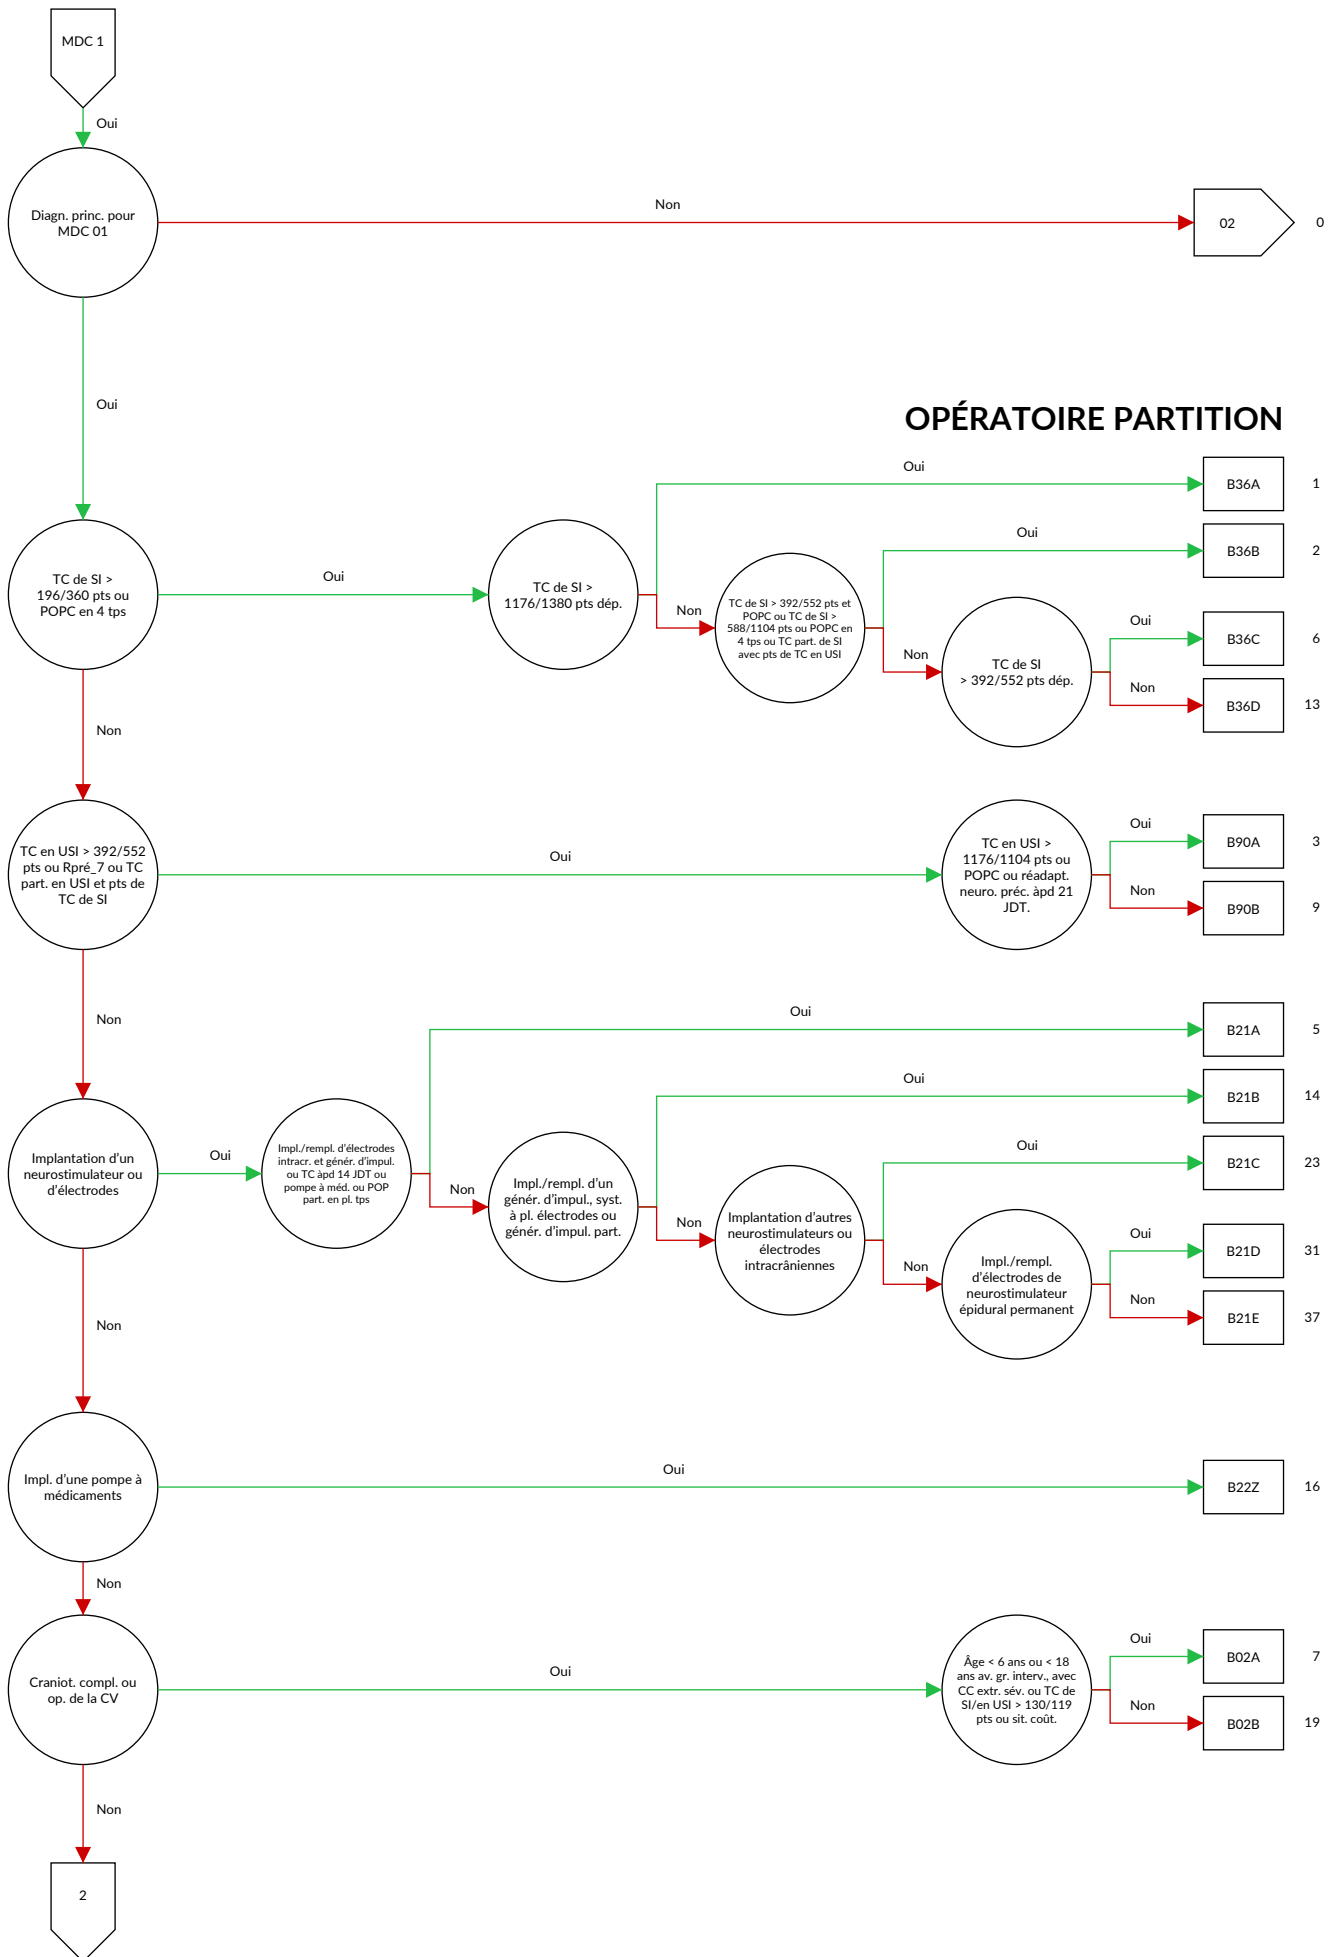 MDC 1
Oui
Diagn. princ. pour
MDC 01
Non
02
0
Oui
OPÉRATOIRE PARTITION
TC de SI >
196/360 pts ou
POPC en 4 tps
Oui
TC de SI >
1176/1380 pts dép.
Oui
B36A
1
Non
TC de SI > 392/552 pts et
POPC ou TC de SI >
588/1104 pts ou POPC en
4 tps ou TC part. de SI
avec pts de TC en USI
Oui
B36B
2
Non
TC de SI
> 392/552 pts dép.
Oui
B36C
6
Non
B36D
13
Non
TC en USI > 392/552
pts ou Rpré_7 ou TC
part. en USI et pts de
TC de SI
Oui
TC en USI >
1176/1104 pts ou
POPC ou réadapt.
neuro. préc. àpd 21
JDT.
Oui
B90A
3
Non
B90B
9
Non
Implantation d'un
neurostimulateur ou
d'électrodes
Oui
Impl./rempl. d'électrodes
intracr. et génér. d'impul.
ou TC àpd 14 JDT ou
pompe à méd. ou POP
part. en pl. tps
Oui
B21A
5
Non
Impl./rempl. d'un
génér. d'impul., syst.
à pl. électrodes ou
génér. d'impul. part.
Oui
B21B
14
Non
Implantation d'autres
neurostimulateurs ou
électrodes
intracrâniennes
Oui
B21C
23
Non
Impl./rempl.
d'électrodes de
neurostimulateur
épidural permanent
Oui
B21D
31
Non
B21E
37
Non
Impl. d'une pompe à
médicaments
Oui
B22Z
16
Non
Craniot. compl. ou
op. de la CV
Oui
Âge < 6 ans ou < 18
ans av. gr. interv., avec
CC extr. sév. ou TC de
SI/en USI > 130/119
pts ou sit. coût.
Oui
B02A
7
Non
B02B
19
Non
2